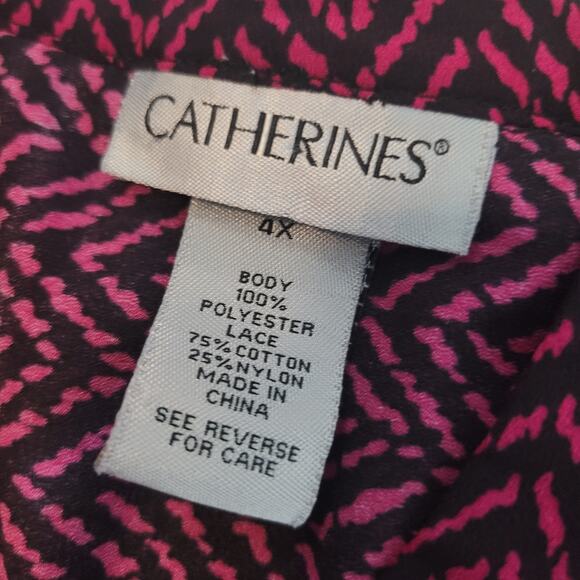 CATHERINES®
4X
BODY
100%
POLYESTER
LACE
75% COTTON
25% NYLON
MADE IN
CHINA
SEE REVERSE
FOR CARE